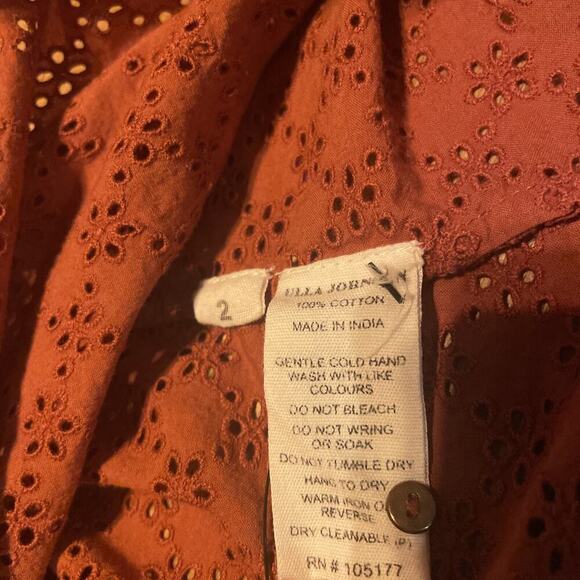 2
ULLA JOHNSON
100% COTTON
MADE IN INDIA
GENTLE COLD HAND
WASH WITH LIKE
COLOURS
DO NOT BLEACH
DO NOT WRING
OR SOAK
DO NOT TUMBLE DRY
HANG TO DRY
WARM IRON ON
REVERSE
DRY CLEANABLE (P)
RN # 105177